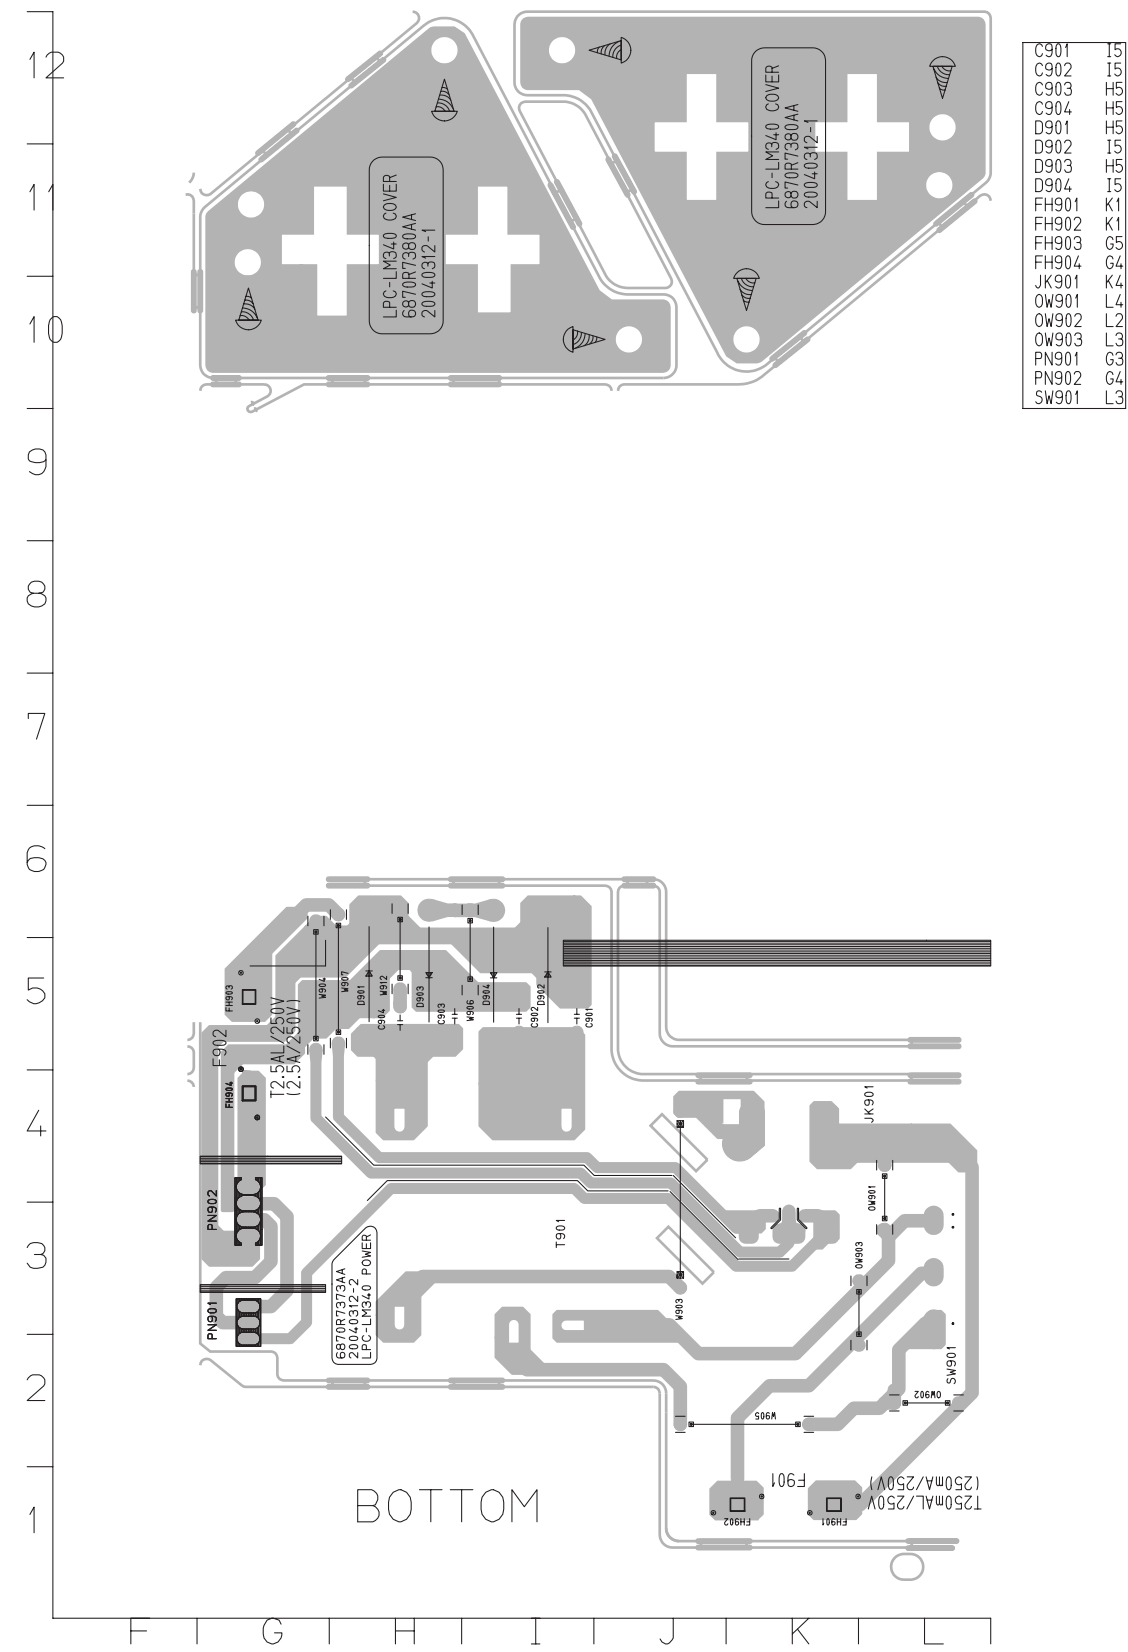 12
11
10
9
8
7
6
5
4
3
2
1
F G H I J K L
LPC-LM340 COVER
6870R7380AA
20040312-1
LPC-LM340 COVER
6870R7380AA
20040312-1
C901 I5
C902 I5
C903 H5
C904 H5
D901 H5
D902 I5
D903 H5
D904 I5
FH901 K1
FH902 K1
FH903 G5
FH904 G4
JK901 K4
OW901 L4
OW902 L2
OW903 L3
PN901 G3
PN902 G4
SW901 L3
FH903
W904
W907
D901
W912
C904
D903
C903
W906
D904
C902
D902
C901
F902
T2.5AL/250V
(2.5A/250V)
FH904
JK901
PN902
OW901
T901
OW903
W903
PN901
6870R7373AA
20040312-2
LPC-LM340 POWER
SW901
OW902
W905
F901
T250mAL/250V
(250mA/250V)
FH902
FH901
BOTTOM